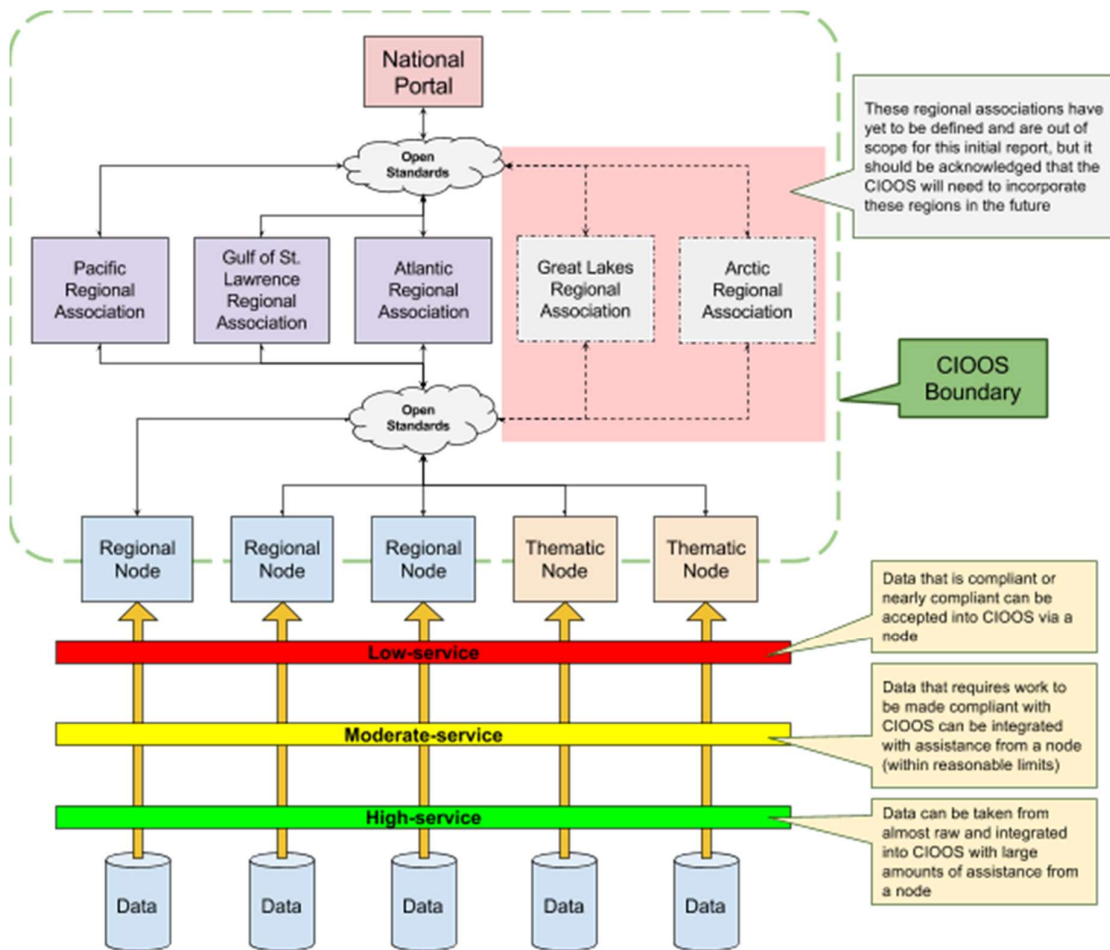 National
Portal
Open
Standards
These regional associations have
yet to be defined and are out of
scope for this initial report, but it
should be acknowledged that the
CIOOS will need to incorporate
these regions in the future
Pacific
Regional
Association
Gulf of St.
Lawrence
Regional
Association
Atlantic
Regional
Association
Great Lakes
Regional
Association
Arctic
Regional
Association
CIOOS
Boundary
Open
Standards
Regional
Node
Regional
Node
Regional
Node
Thematic
Node
Thematic
Node
Data that is compliant or
nearly compliant can be
accepted into CIOOS via a
node
Low-service
Data that requires work to
be made compliant with
CIOOS can be integrated
with assistance from a node
(within reasonable limits)
Moderate-service
High-service
Data can be taken from
almost raw and integrated
into CIOOS with large
amounts of assistance from
a node
Data
Data
Data
Data
Data